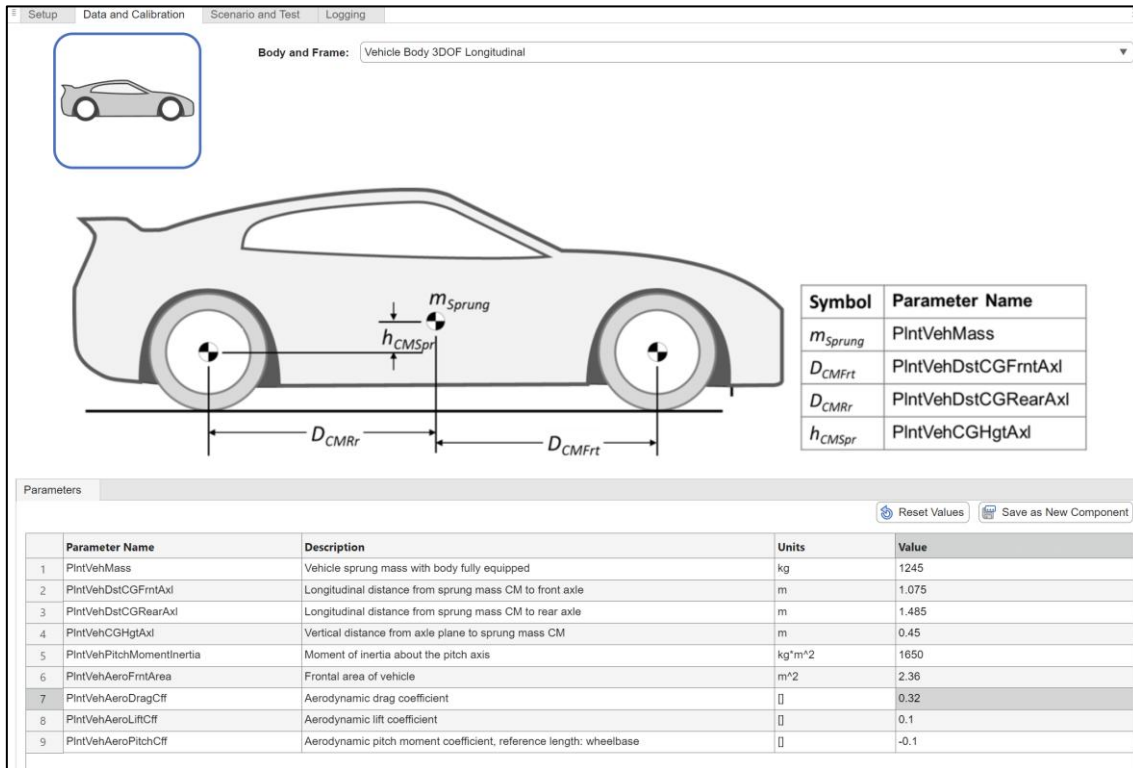 Setup Data and Calibration Scenario and Test Logging
Body and Frame: Vehicle Body 3DOF Longitudinal
m_Sprung
h_CMSpr
D_CMRr
D_CMFrt
Symbol Parameter Name
m_Sprung PlntVehMass
D_CMFrt PlntVehDstCGFrntAxl
D_CMRr PlntVehDstCGRearAxl
h_CMSpr PlntVehCGHgtAxl
Parameters
Reset Values Save as New Component
Parameter Name Description Units Value
1 PlntVehMass Vehicle sprung mass with body fully equipped kg 1245
2 PlntVehDstCGFrntAxl Longitudinal distance from sprung mass CM to front axle m 1.075
3 PlntVehDstCGRearAxl Longitudinal distance from sprung mass CM to rear axle m 1.485
4 PlntVehCGHgtAxl Vertical distance from axle plane to sprung mass CM m 0.45
5 PlntVehPitchMomentInertia Moment of inertia about the pitch axis kg*m^2 1650
6 PlntVehAeroFrntArea Frontal area of vehicle m^2 2.36
7 PlntVehAeroDragCff Aerodynamic drag coefficient [] 0.32
8 PlntVehAeroLiftCff Aerodynamic lift coefficient [] 0.1
9 PlntVehAeroPitchCff Aerodynamic pitch moment coefficient, reference length: wheelbase [] -0.1